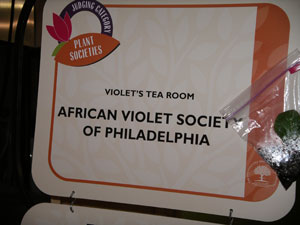 JUDGING CATEGORY
PLANT
SOCIETIES
VIOLET'S TEA ROOM
AFRICAN VIOLET SOCIETY
OF PHILADELPHIA